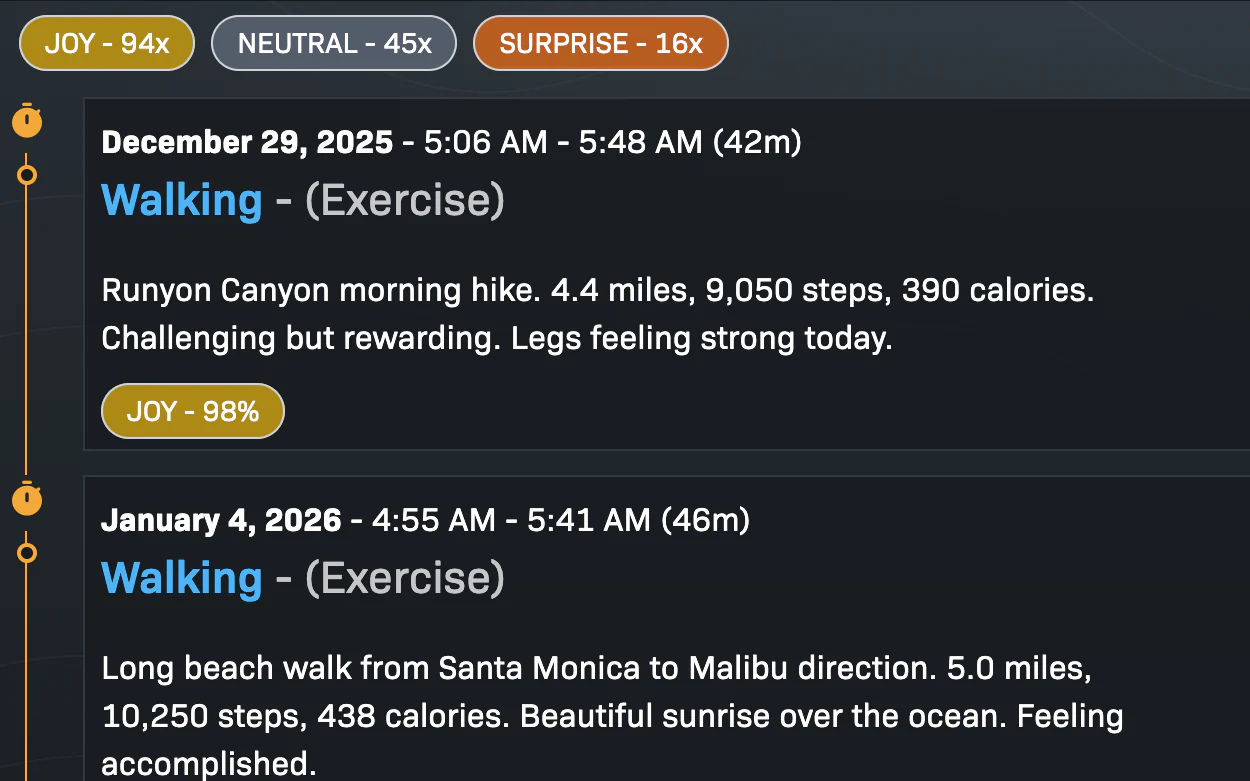 JOY - 94x NEUTRAL - 45x SURPRISE - 16x
December 29, 2025 - 5:06 AM - 5:48 AM (42m)
Walking - (Exercise)
Runyon Canyon morning hike. 4.4 miles, 9,050 steps, 390 calories.
Challenging but rewarding. Legs feeling strong today.
JOY - 98%
January 4, 2026 - 4:55 AM - 5:41 AM (46m)
Walking - (Exercise)
Long beach walk from Santa Monica to Malibu direction. 5.0 miles,
10,250 steps, 438 calories. Beautiful sunrise over the ocean. Feeling
accomplished.